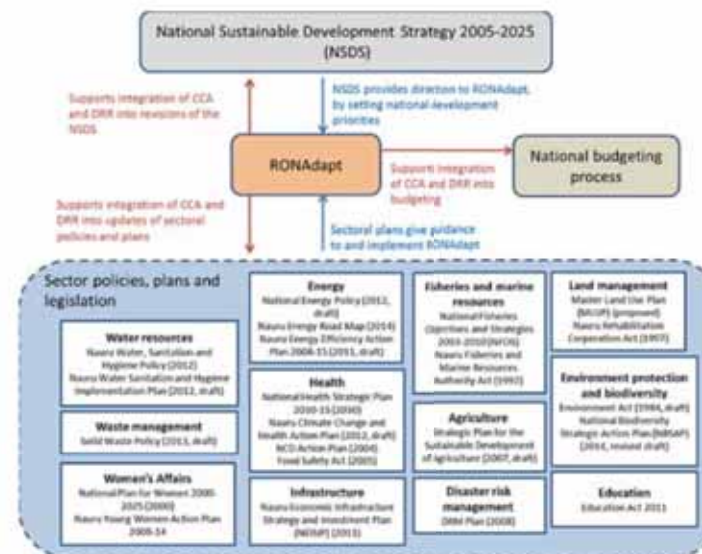 National Sustainable Development Strategy 2005-2025
(NSDS)
Supports integration of CCA
and DRR into revisions of the
NSDS
NSDS provides direction to RONAdapt,
by setting national development
priorities
RONAdapt
Supports integration
of CCA and DRR into
budgeting
National budgeting
process
Supports integration of CCA and
DRR into updates of sectoral
policies and plans
Sectoral plans give guidance
to and implement RONAdapt
Sector policies, plans and
legislation
Water resources
Nauru Water, Sanitation and
Hygiene Policy (2012)
Nauru Water Sanitation and Hygiene
Implementation Plan (2012, draft)
Waste management
Solid Waste Policy (2013, draft)
Women's Affairs
National Plan for Women 2000-
2025 (2000)
Nauru Young Women Action Plan
2009-14
Energy
National Energy Policy (2012,
draft)
Nauru Energy Road Map (2014)
Nauru Energy Efficiency Action
Plan 2008-15 (2011, draft)
Health
National Health Strategic Plan
2010-15 (2010)
Nauru Climate Change and
Health Action Plan (2012, draft)
NCD Action Plan (2004)
Food Safety Act (2005)
Infrastructure
Nauru Economic Infrastructure
Strategy and Investment Plan
(2011)
Fisheries and marine
resources
National Fisheries
Objectives and Strategies
Nauru Fisheries and
Marine Resources
Authority Act (1997)
Agriculture
Strategic Plan for the
Sustainable Development
of Agriculture (2007, draft)
Disaster risk
management
DRM Plan (2008)
Land management
Master Land Use Plan
(MLUP) (proposed)
Nauru Rehabilitation
Corporation Act (1997)
Environment protection
and biodiversity
Environment Act
National Biodiversity
Strategic Action Plan (NBSAP)
revised draft)
Education
Education Act 2011